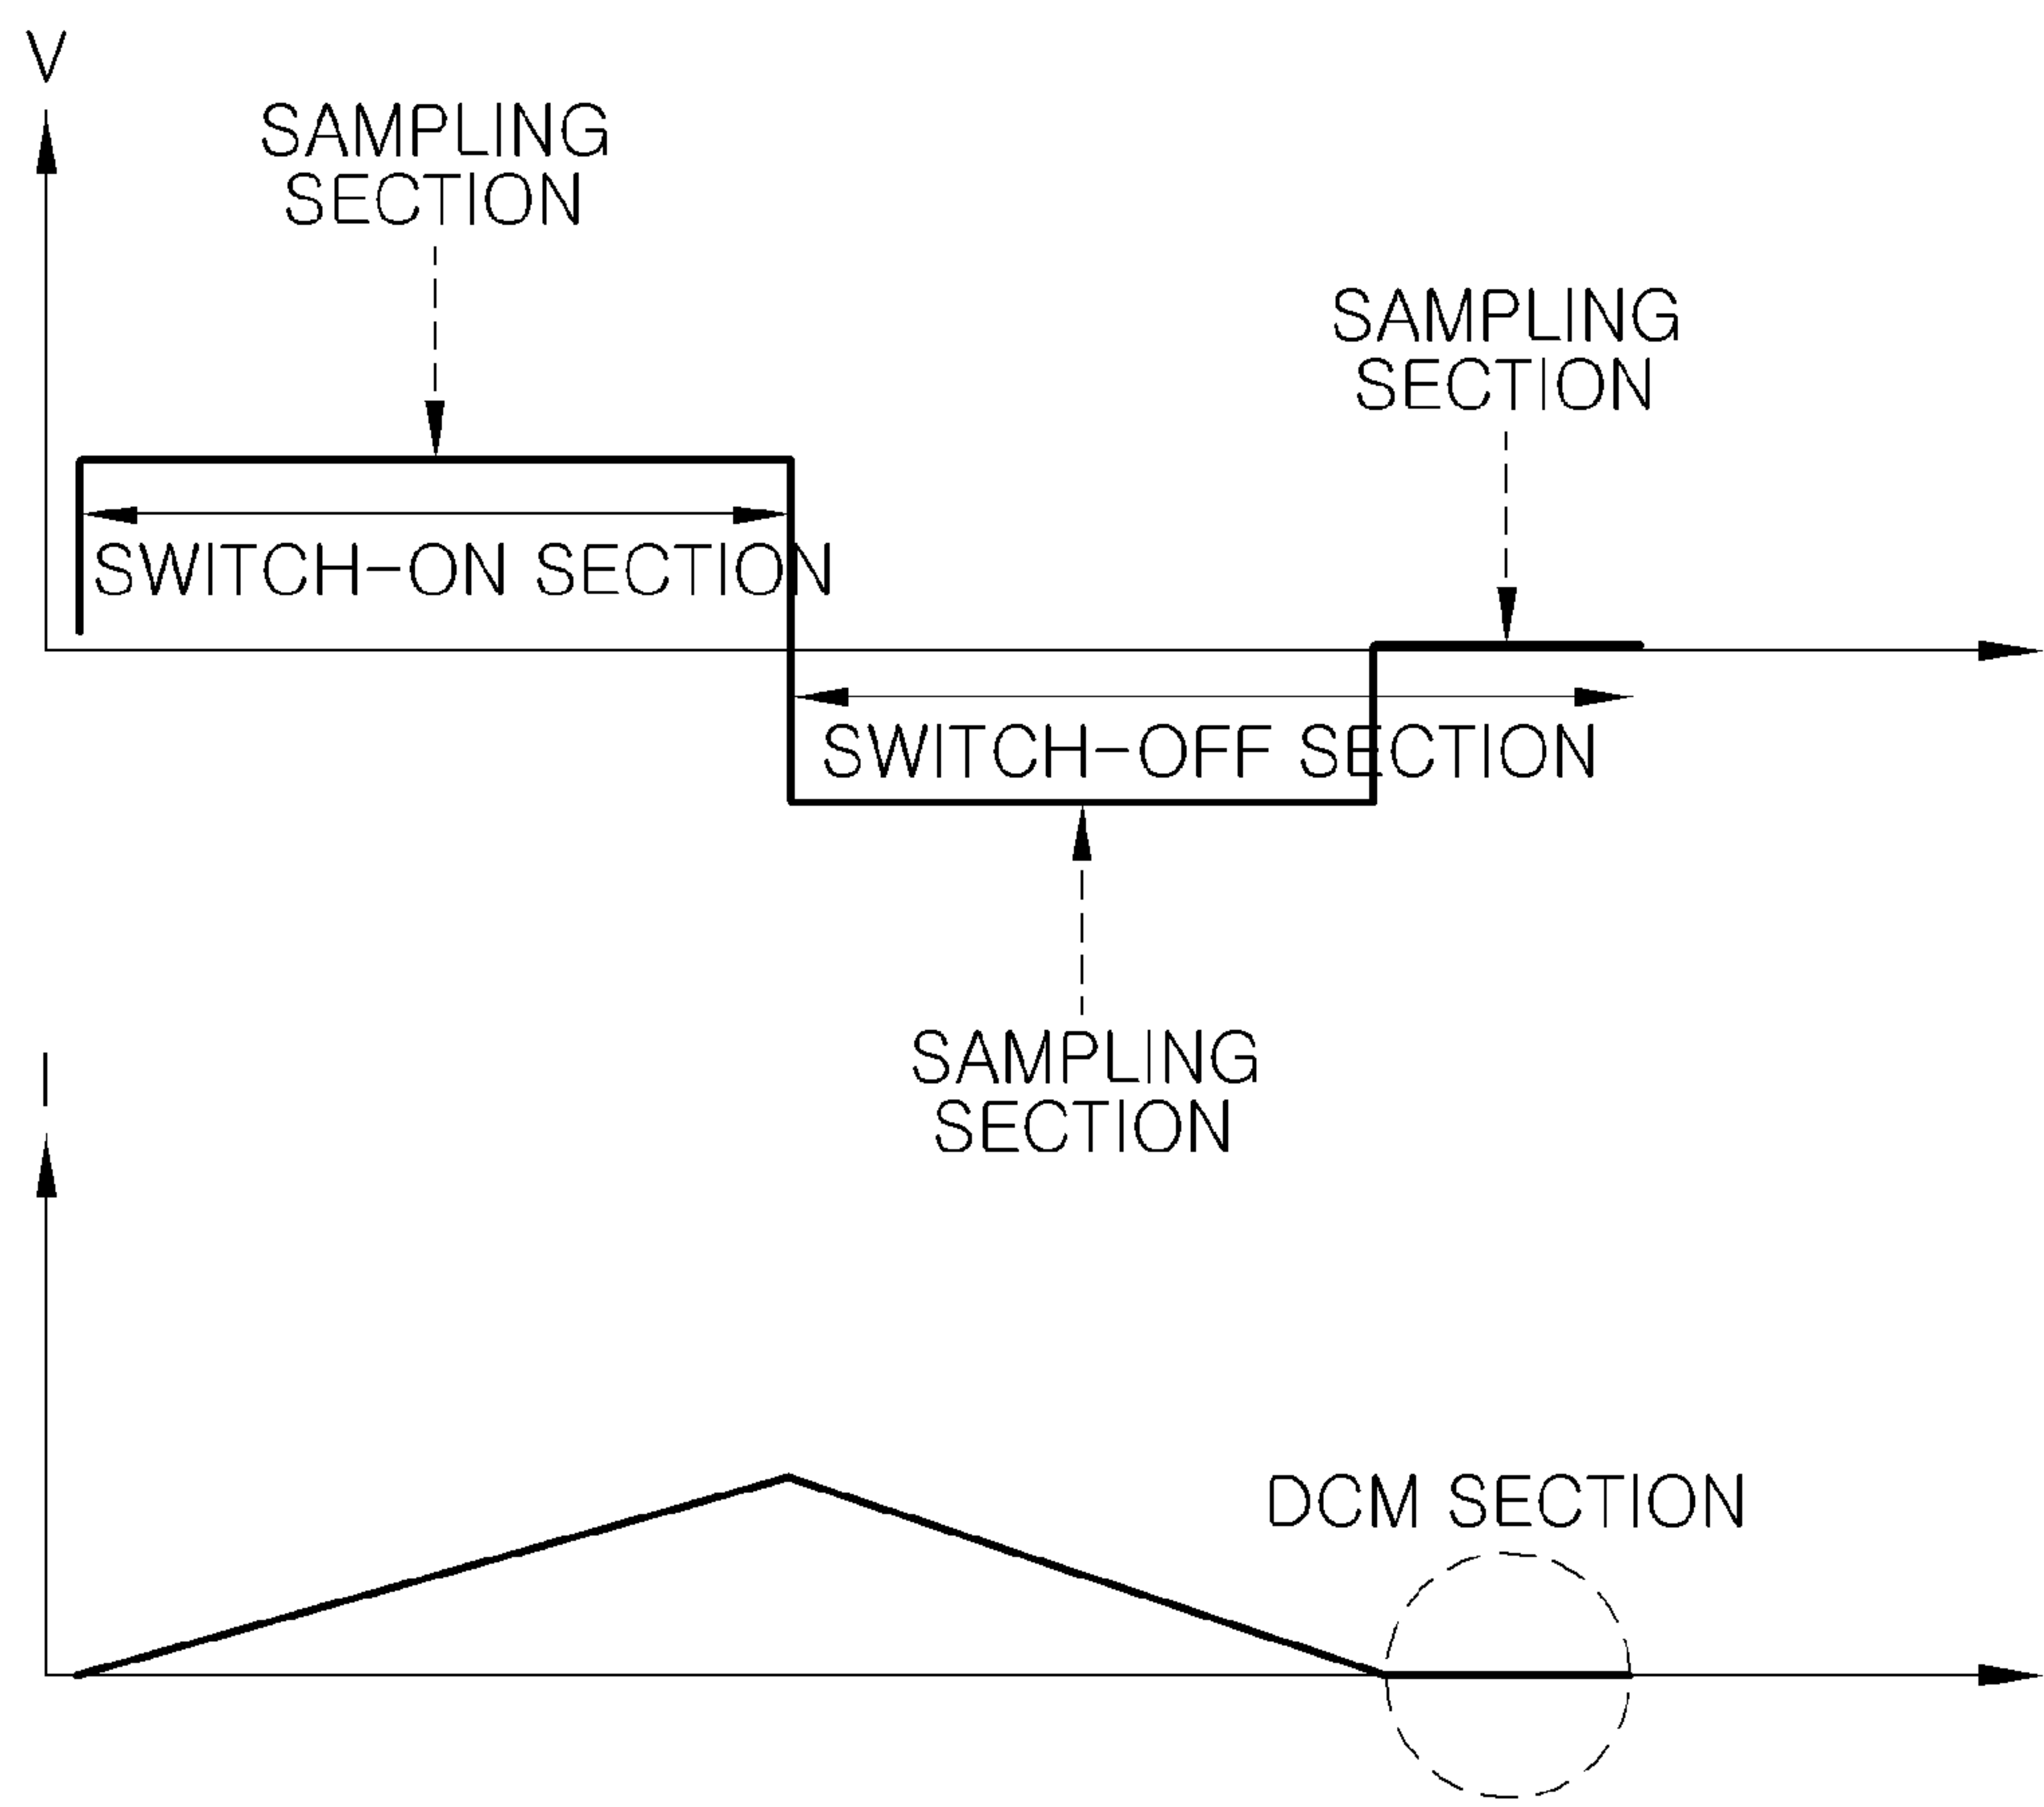 V
SAMPLING
SECTION
SAMPLING
SECTION
SWITCH-ON SECTION
SWITCH-OFF SECTION
SAMPLING
SECTION
I
DCM SECTION